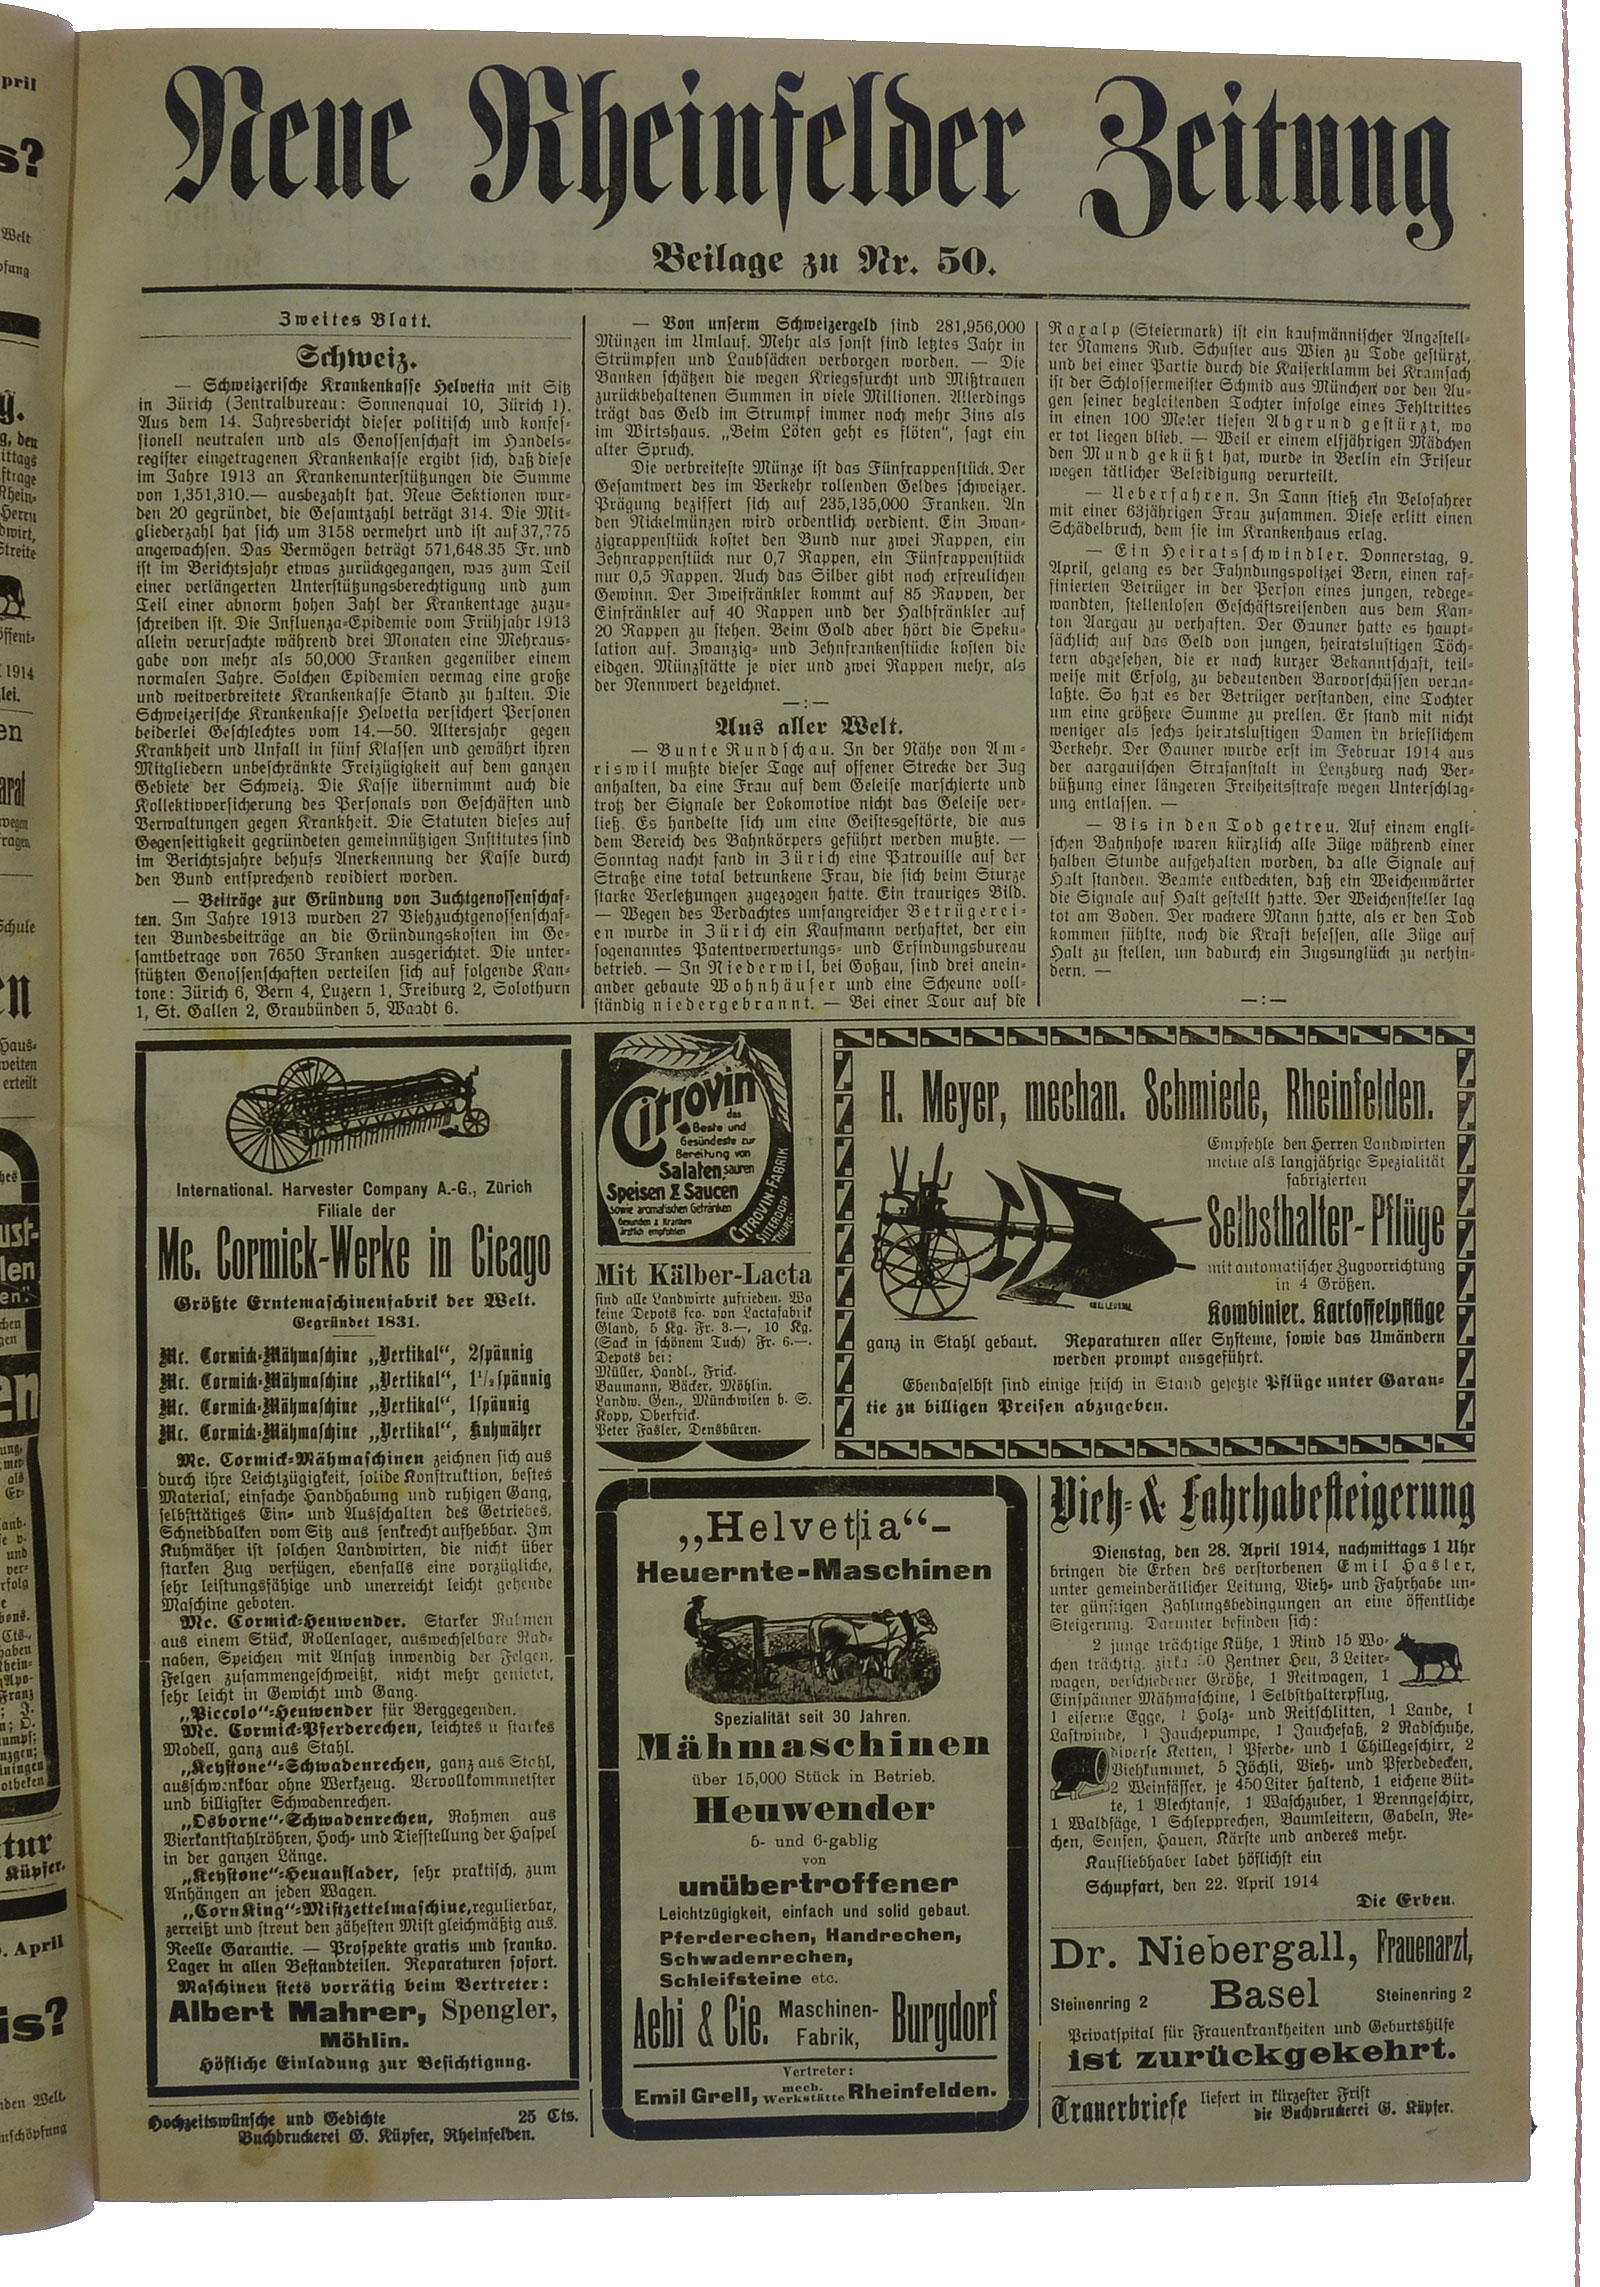 Neue Rheinfelder Zeitung
Beilage zu Nr. 50.
Zweites Blatt.
Schweiz.
— Schweizerische Krankenkasse Helvetia mit Sitz
in Zürich (Zentralbureau: Sonnenquai 10, Zürich 1).
Aus dem 14. Jahresbericht dieser politisch und konfes-
sionell neutralen und als Genossenschaft im Handels-
register eingetragenen Krankenkasse ergibt sich, daß diese
im Jahre 1913 an Krankenunterstützungen die Summe
von 1,351,310.— ausbezahlt hat. Neue Sektionen wur-
den 20 gegründet, die Gesamtzahl beträgt 314. Die Mit-
gliederzahl hat sich um 3158 vermehrt und ist auf 37,775
angewachsen. Das Vermögen beträgt 571,648.35 Fr. und
ist im Berichtsjahr etwas zurückgegangen, was zum Teil
einer verlängerten Unterstützungsberechtigung und zum
Teil einer abnorm hohen Zahl der Krankentage zuzu-
schreiben ist. Die Influenza-Epidemie vom Frühjahr 1913
allein verursachte während drei Monaten eine Mehraus-
gabe von mehr als 50,000 Franken gegenüber einem
normalen Jahre. Solchen Epidemien vermag eine große
und weitverbreitete Krankenkasse Stand zu halten. Die
Schweizerische Krankenkasse Helvetia versichert Personen
beiderlei Geschlechtes vom 14.—50. Altersjahr gegen
Krankheit und Unfall in fünf Klassen und gewährt ihren
Mitgliedern unbeschränkte Freizügigkeit auf dem ganzen
Gebiete der Schweiz. Die Kasse übernimmt auch die
Kollektivversicherung des Personals von Geschäften und
Verwaltungen gegen Krankheit. Die Statuten dieses auf
Gegenseitigkeit gegründeten gemeinnützigen Institutes sind
im Berichtsjahre behufs Anerkennung der Kasse durch
den Bund entsprechend revidiert worden.
— Beiträge zur Gründung von Zuchtgenossenschaf-
ten. Im Jahre 1913 wurden 27 Viehzuchtgenossenschaf-
ten Bundesbeiträge an die Gründungskosten im Ge-
samtbetrage von 7650 Franken ausgerichtet. Die unter-
stützten Genossenschaften verteilen sich auf folgende Kan-
tone: Zürich 6, Bern 4, Luzern 1, Freiburg 2, Solothurn
1, St. Gallen 2, Graubünden 5, Waadt 6.
— Von unserm Schweizergeld sind 281,956,000
Münzen im Umlauf. Mehr als sonst sind letztes Jahr in
Strümpfen und Laubsäcken verborgen worden. — Die
Banken schätzen die wegen Kriegsfurcht und Mißtrauen
zurückbehaltenen Summen in viele Millionen. Allerdings
trägt das Geld im Strumpf immer noch mehr Zins als
im Wirtshaus. „Beim Löten geht es flöten“, sagt ein
alter Spruch.
Die verbreiteste Münze ist das Fünfrappenstück. Der
Gesamtwert des im Verkehr rollenden Geldes schweizer.
Prägung beziffert sich auf 235,135,000 Franken. An
den Nickelmünzen wird ordentlich verdient. Ein Zwan-
zigrappenstück kostet den Bund nur zwei Rappen, ein
Zehnrappenstück nur 0,7 Rappen, ein Fünfrappenstück
nur 0,5 Rappen. Auch das Silber gibt noch erfreulichen
Gewinn. Der Zweifränkler kommt auf 85 Rappen, der
Einfränkler auf 40 Rappen und der Halbfränkler auf
20 Rappen zu stehen. Beim Gold aber hört die Speku-
lation auf. Zwanzig- und Zehnfrankenstücke kosten die
eidgen. Münzstätte je vier und zwei Rappen mehr, als
der Nennwert bezeichnet.
—:—
Aus aller Welt.
— Bunte Rundschau. In der Nähe von Am-
riswil mußte dieser Tage auf offener Strecke der Zug
anhalten, da eine Frau auf dem Geleise marschierte und
trotz der Signale der Lokomotive nicht das Geleise ver-
ließ. Es handelte sich um eine Geistesgestörte, die aus
dem Bereich des Bahnkörpers geführt werden mußte. —
Sonntag nacht fand in Zürich eine Patrouille auf der
Straße eine total betrunkene Frau, die sich beim Sturze
starke Verletzungen zugezogen hatte. Ein trauriges Bild.
— Wegen des Verdachtes umfangreicher Betrügerei-
en wurde in Zürich ein Kaufmann verhaftet, der ein
sogenanntes Patentverwertungs- und Erfindungsbureau
betrieb. — In Niederwil, bei Goßau, sind drei anein-
ander gebaute Wohnhäuser und eine Scheune voll-
ständig niedergebrannt. — Bei einer Tour auf die
Raxalp (Steiermark) ist ein kaufmännischer Angestell-
ter Namens Rud. Schuster aus Wien zu Tode gestürzt,
und bei einer Partie durch die Kaiserklamm bei Kramsach
ist der Schlossermeister Schmid aus München vor den Au-
gen seiner begleitenden Tochter infolge eines Fehltrittes
in einen 100 Meter tiefen Abgrund gestürzt, wo
er tot liegen blieb. — Weil er einem elfjährigen Mädchen
den Mund geküßt hat, wurde in Berlin ein Friseur
wegen tätlicher Beleidigung verurteilt.
— Ueberfahren. In Tann stieß ein Velofahrer
mit einer 63jährigen Frau zusammen. Diese erlitt einen
Schädelbruch, dem sie im Krankenhaus erlag.
— Ein Heiratsschwindler. Donnerstag, 9.
April, gelang es der Fahndungspolizei Bern, einen raf-
finierten Betrüger in der Person eines jungen, redege-
wandten, stellenlosen Geschäftsreisenden aus dem Kan-
ton Aargau zu verhaften. Der Gauner hatte es haupt-
sächlich auf das Geld von jungen, heiratslustigen Töch-
tern abgesehen, die er nach kurzer Bekanntschaft, teil-
weise mit Erfolg, zu bedeutenden Barvorschüssen veran-
laßte. So hat es der Betrüger verstanden, eine Tochter
um eine größere Summe zu prellen. Er stand mit nicht
weniger als sechs heiratslustigen Damen in brieflichem
Verkehr. Der Gauner wurde erst im Februar 1914 aus
der aargauischen Strafanstalt in Lenzburg nach Ver-
büßung einer längeren Freiheitsstrafe wegen Unterschlag-
ung entlassen. —
— Bis in den Tod getreu. Auf einem engli-
schen Bahnhofe waren kürzlich alle Züge während einer
halben Stunde aufgehalten worden, da alle Signale auf
Halt standen. Beamte entdeckten, daß ein Weichenwärter
die Signale auf Halt gestellt hatte. Der Weichensteller lag
tot am Boden. Der wackere Mann hatte, als er den Tod
kommen fühlte, noch die Kraft besessen, alle Züge auf
Halt zu stellen, um dadurch ein Zugsunglück zu verhin-
dern. —
—:—
International. Harvester Company A.-G., Zürich
Filiale der
Mc. Cormick-Werke in Cicago
Größte Erntemaschinenfabrik der Welt.
Gegründet 1831.
Mc. Cormick-Mähmaschine „Vertikal“, 2spännig
Mc. Cormick-Mähmaschine „Vertikal“, 1½spännig
Mc. Cormick-Mähmaschine „Vertikal“, 1spännig
Mc. Cormick-Mähmaschine „Vertikal“, Kuhmäher
Mc. Cormick-Mähmaschinen zeichnen sich aus
durch ihre Leichtzügigkeit, solide Konstruktion, bestes
Material, einfache Handhabung und ruhigen Gang,
selbsttätiges Ein- und Ausschalten des Getriebes,
Schneidbalken vom Sitz aus senkrecht aufhebbar. Im
Kuhmäher ist solchen Landwirten, die nicht über
starken Zug verfügen, ebenfalls eine vorzügliche,
sehr leistungsfähige und unerreicht leicht gehende
Maschine geboten.
Mc. Cormick-Heuwender. Starker Rahmen
aus einem Stück, Rollenlager, auswechselbare Rad-
naben, Speichen mit Ansatz inwendig der Felgen,
Felgen zusammengeschweißt, nicht mehr genietet,
sehr leicht in Gewicht und Gang.
„Piccolo“-Heuwender für Berggegenden.
Mc. Cormick-Pferderechen, leichtes u starkes
Modell, ganz aus Stahl.
„Keystone“-Schwadenrechen, ganz aus Stahl,
ausschwenkbar ohne Werkzeug. Vervollkommnetster
und billigster Schwadenrechen.
„Osborne“-Schwadenrechen, Rahmen aus
Vierkantstahlröhren, Hoch- und Tiefstellung der Haspel
in der ganzen Länge.
„Keystone“-Heuauflader, sehr praktisch, zum
Anhängen an jeden Wagen.
„Corn King“-Mistzettelmaschine, regulierbar,
zerreißt und streut den zähesten Mist gleichmäßig aus.
Reelle Garantie. — Prospekte gratis und franko.
Lager in allen Bestandteilen. Reparaturen sofort.
Maschinen stets vorrätig beim Vertreter:
Albert Mahrer, Spengler,
Möhlin.
Höfliche Einladung zur Besichtigung.
Hochzeitswünsche und Gedichte 25 Cts.
Buchdruckerei G. Küpfer, Rheinfelden.
Citrovin
das
Beste und
Gesündeste zur
Bereitung von
Salaten, sauren
Speisen & Saucen
sowie aromatischen Getränken
Gesunden & Kranken
ärztlich empfohlen
CITROVIN-FABRIK
SITTERDORF
THURG:
Mit Kälber-Lacta
sind alle Landwirte zufrieden. Wo
keine Depots fco. von Lactafabrik
Gland, 5 Kg. Fr. 3.—, 10 Kg.
(Sack in schönem Tuch) Fr. 6.—.
Depots bei:
Müller, Handl., Frick.
Baumann, Bäcker, Möhlin.
Landw. Gen., Münchwilen b. S.
Kopp, Oberfrick.
Peter Fasler, Densbüren.
H. Meyer, mechan. Schmiede, Rheinfelden.
Empfehle den Herren Landwirten
meine als langjährige Spezialität
fabrizierten
Selbsthalter-Pflüge
mit automatischer Zugvorrichtung
in 4 Größen.
Kombinier. Kartoffelpflüge
ganz in Stahl gebaut. Reparaturen aller Systeme, sowie das Umändern
werden prompt ausgeführt.
Ebendaselbst sind einige frisch in Stand gesetzte Pflüge unter Garan-
tie zu billigen Preisen abzugeben.
„Helvetia“-
Heuernte-Maschinen
Spezialität seit 30 Jahren.
Mähmaschinen
über 15,000 Stück in Betrieb.
Heuwender
5- und 6-gablig
von
unübertroffener
Leichtzügigkeit, einfach und solid gebaut.
Pferderechen, Handrechen,
Schwadenrechen,
Schleifsteine etc.
Aebi & Cie. Maschinen-Fabrik, Burgdorf
Vertreter:
Emil Grell, mech. Werkstätte Rheinfelden.
Vieh- & Fahrhabesteigerung
Dienstag, den 28. April 1914, nachmittags 1 Uhr
bringen die Erben des verstorbenen Emil Hasler,
unter gemeinderätlicher Leitung, Vieh- und Fahrhabe un-
ter günstigen Zahlungsbedingungen an eine öffentliche
Steigerung. Darunter befinden sich:
2 junge trächtige Kühe, 1 Rind 15 Wo-
chen trächtig, zirka Zentner Heu, 3 Leiter-
wagen, verschiedener Größe, 1 Reitwagen, 1
Einspänner Mähmaschine, 1 Selbsthalterpflug,
1 eiserne Egge, 1 Holz- und Reitschlitten, 1 Lande, 1
Lastwinde, 1 Jauchepumpe, 1 Jauchefaß, 2 Radschuhe,
diverse Ketten, 1 Pferde- und 1 Chillegeschirr, 2
Viehkummet, 5 Jöchli, Vieh- und Pferdedecken,
2 Weinfässer, je 450 Liter haltend, 1 eichene Büt-
te, 1 Blechtanse, 1 Waschzuber, 1 Brenngeschirr,
1 Waldsäge, 1 Schlepprechen, Baumleitern, Gabeln, Re-
chen, Sensen, Hauen, Kärste und anderes mehr.
Kaufliebhaber ladet höflichst ein
Schupfart, den 22. April 1914
Die Erben.
Dr. Niebergall, Frauenarzt,
Steinenring 2 Basel Steinenring 2
Privatspital für Frauenkrankheiten und Geburtshilfe
ist zurückgekehrt.
Trauerbriefe liefert in kürzester Frist
die Buchdruckerei G. Küpfer.